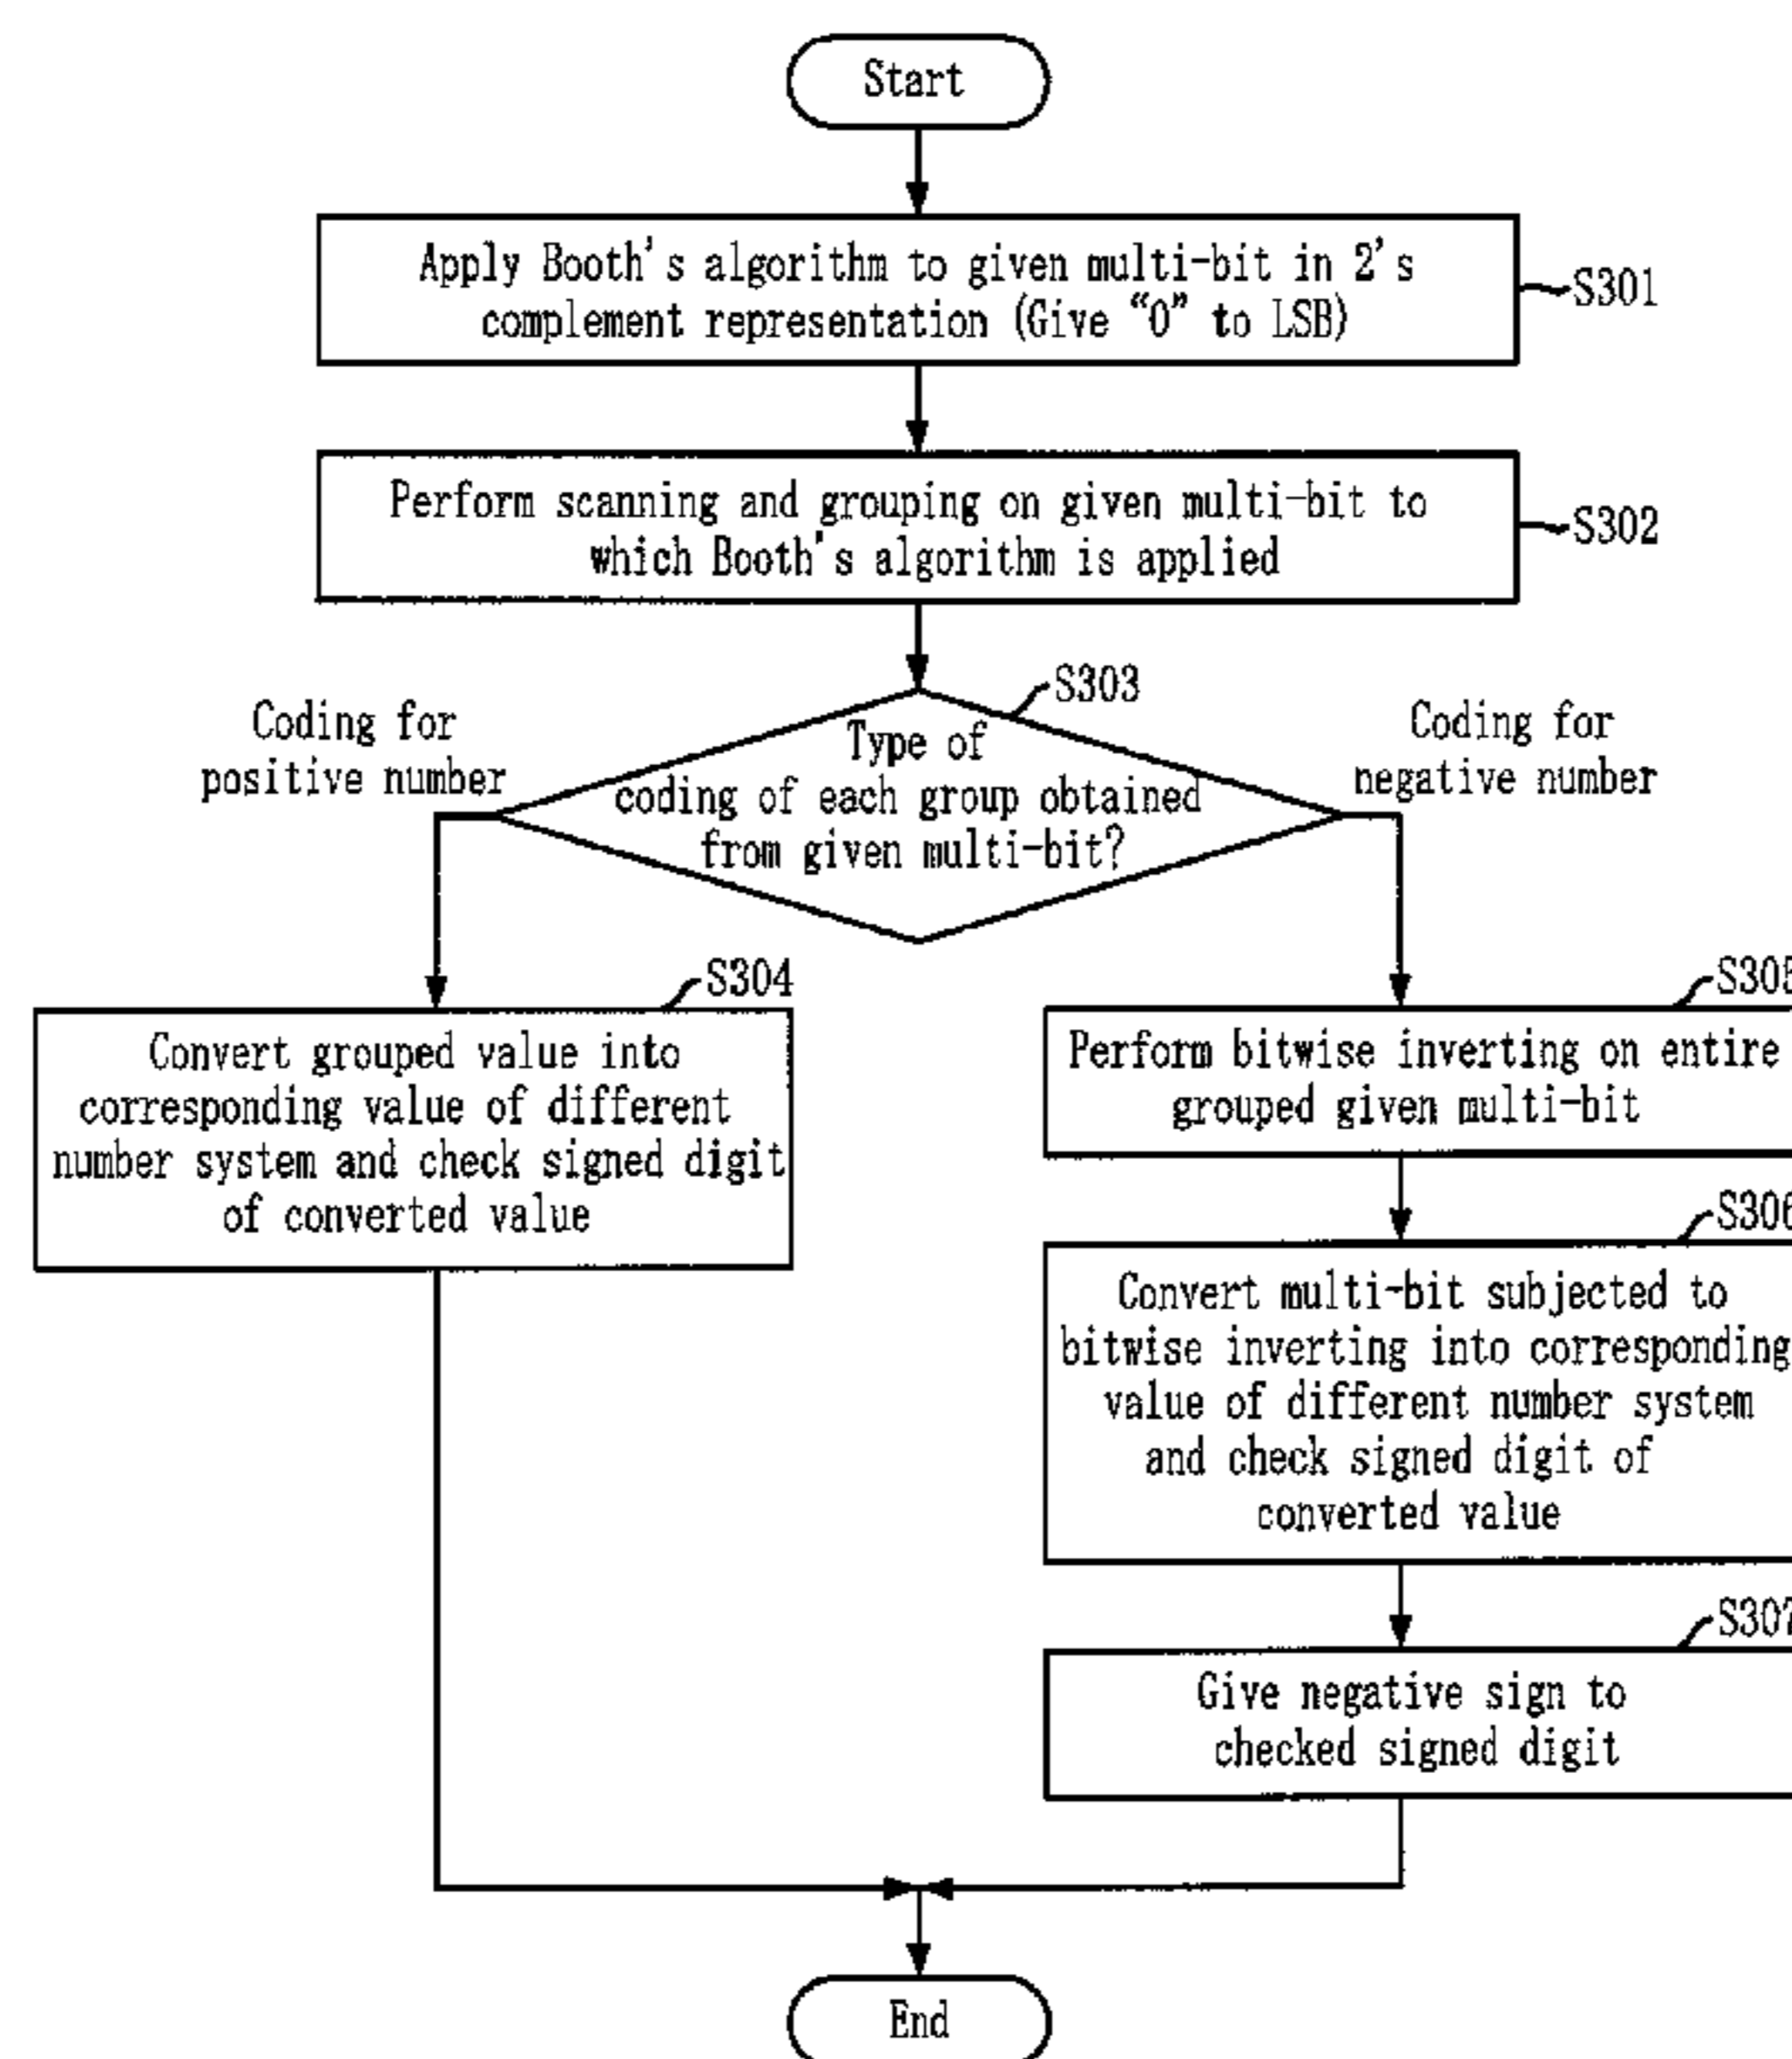 Start
Apply Booth's algorithm to given multi-bit in 2's
complement representation (Give "0" to LSB)
S301
Perform scanning and grouping on given multi-bit to
which Booth's algorithm is applied
S302
S303
Coding for
positive number
Type of
coding of each group obtained
from given multi-bit?
Coding for
negative number
S304
Convert grouped value into
corresponding value of different
number system and check signed digit
of converted value
S305
Perform bitwise inverting on entire
grouped given multi-bit
S306
Convert multi-bit subjected to
bitwise inverting into corresponding
value of different number system
and check signed digit of
converted value
S307
Give negative sign to
checked signed digit
End